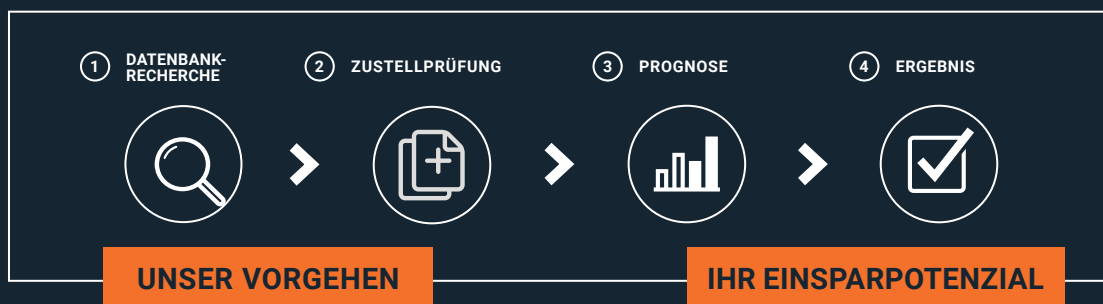 1 DATENBANK-
RECHERCHE
2 ZUSTELLPRÜFUNG
3 PROGNOSE
4 ERGEBNIS
UNSER VORGEHEN
IHR EINSPARPOTENZIAL